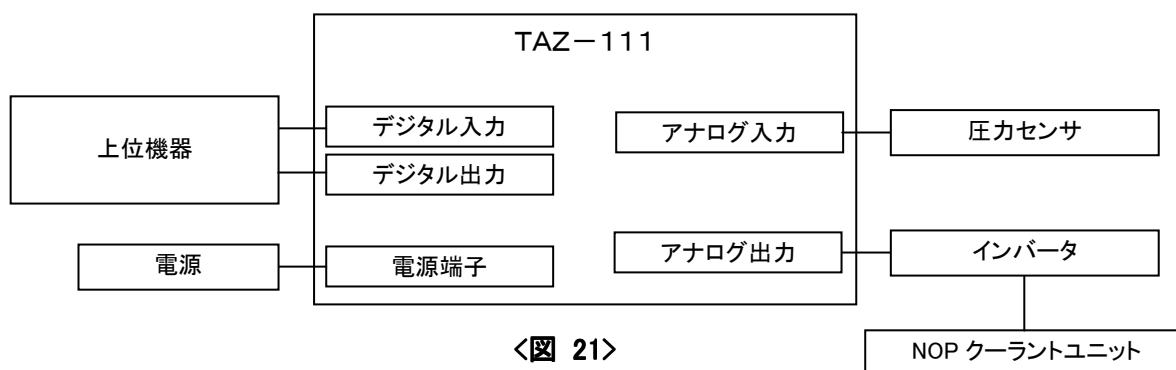 TAZ－111
上位機器
デジタル入力
デジタル出力
電源
電源端子
アナログ入力
圧力センサ
アナログ出力
インバータ
NOP クーラントユニット
<図 21>